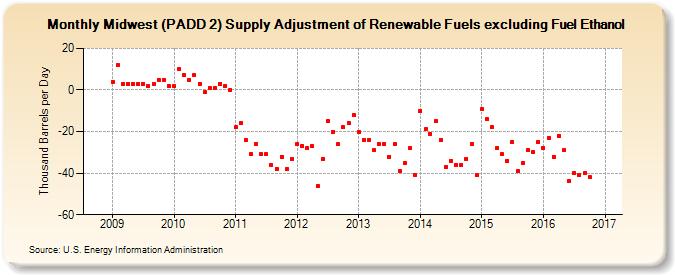 Monthly Midwest (PADD 2) Supply Adjustment of Renewable Fuels excluding Fuel Ethanol
Thousand Barrels per Day
20
0
-20
-40
-60
2009 2010 2011 2012 2013 2014 2015 2016 2017
Source: U.S. Energy Information Administration